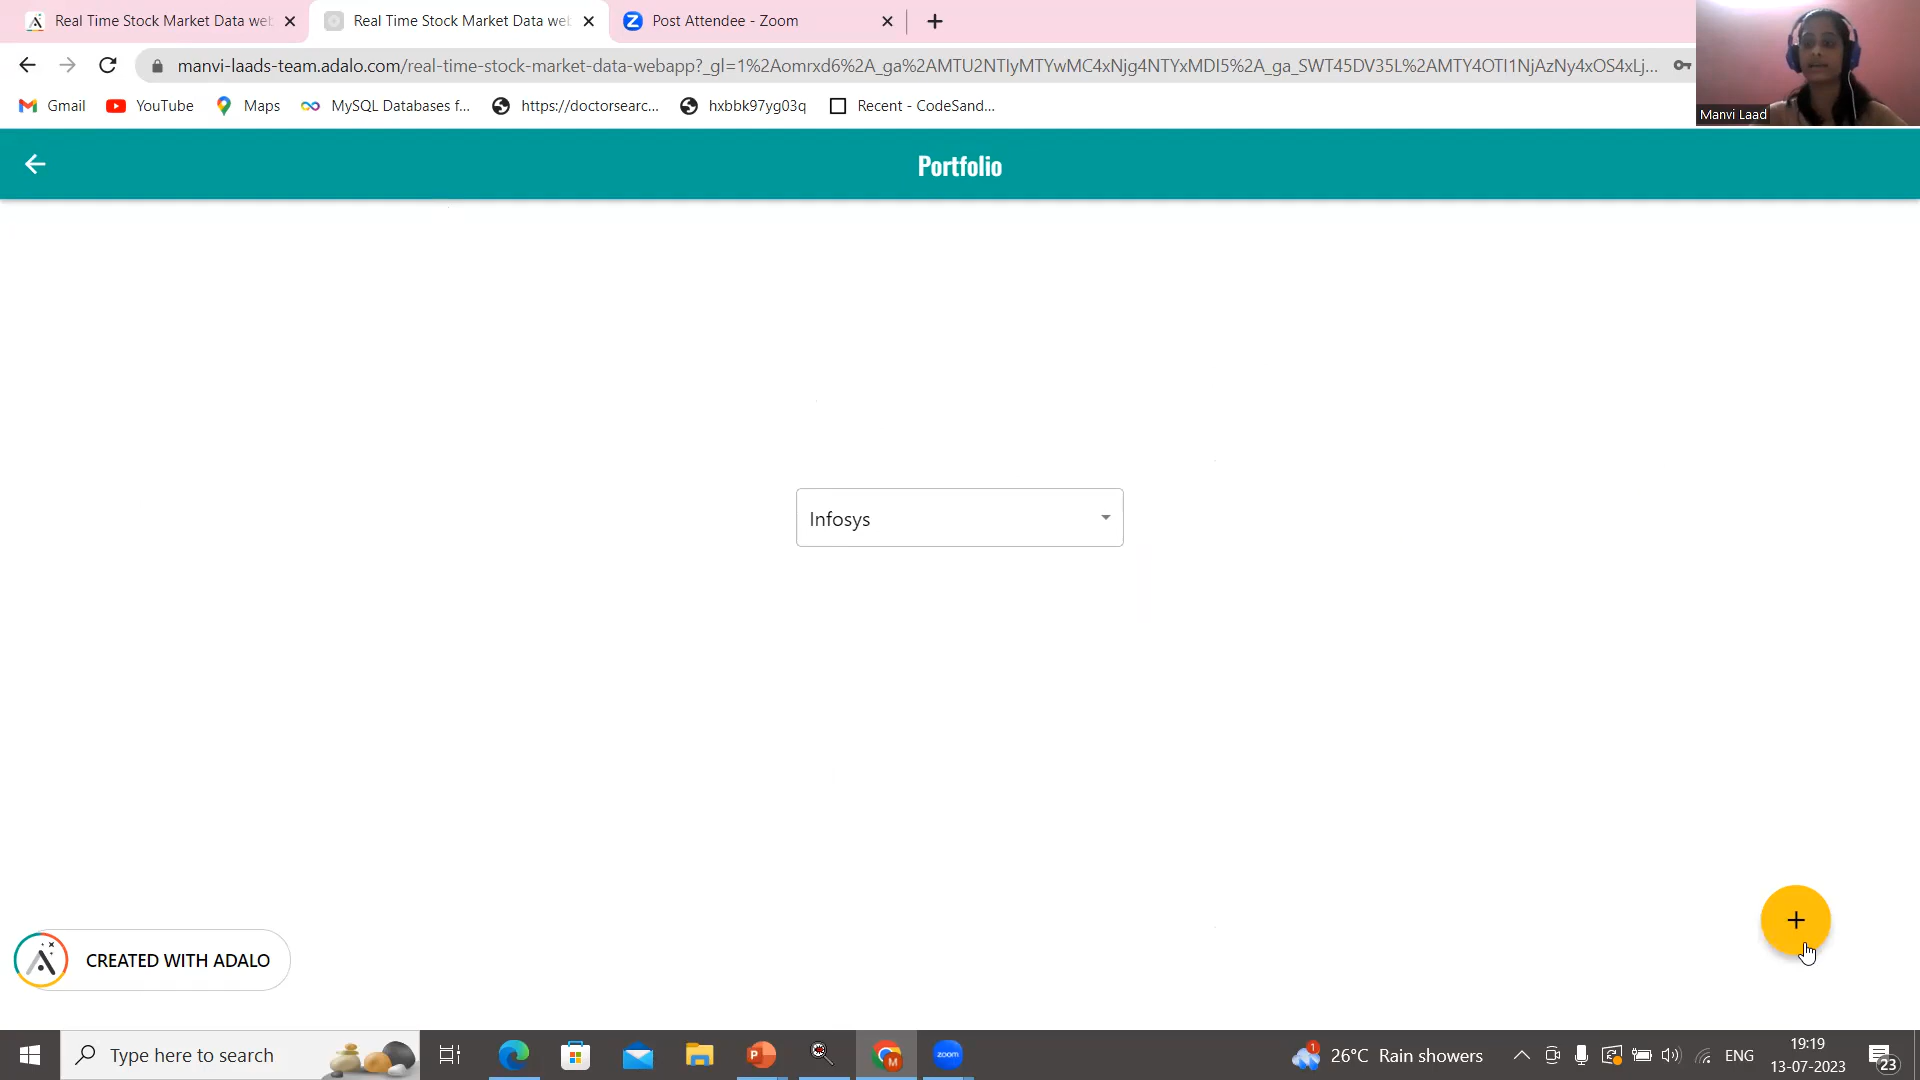 Real Time Stock Market Data web
Real Time Stock Market Data we
Post Attendee - Zoom
manvi-laads-team.adalo.com/real-time-stock-market-data-webapp?_gl=1%2Aomrxd6%2A_ga%2AMTU2NTIyMTYwMC4xNjg4NTYxMDI5%2A_ga_SWT45DV35L%2AMTY4OTI1NjAzNy4xOS4xLj...
Gmail
YouTube
Maps
MySQL Databases f...
https://doctorsearc...
hxbbk97yg03q
Recent - CodeSand...
Manvi Laad
Portfolio
Infosys
+
CREATED WITH ADALO
Type here to search
zoom
26°C Rain showers
ENG
19:19
13-07-2023
23